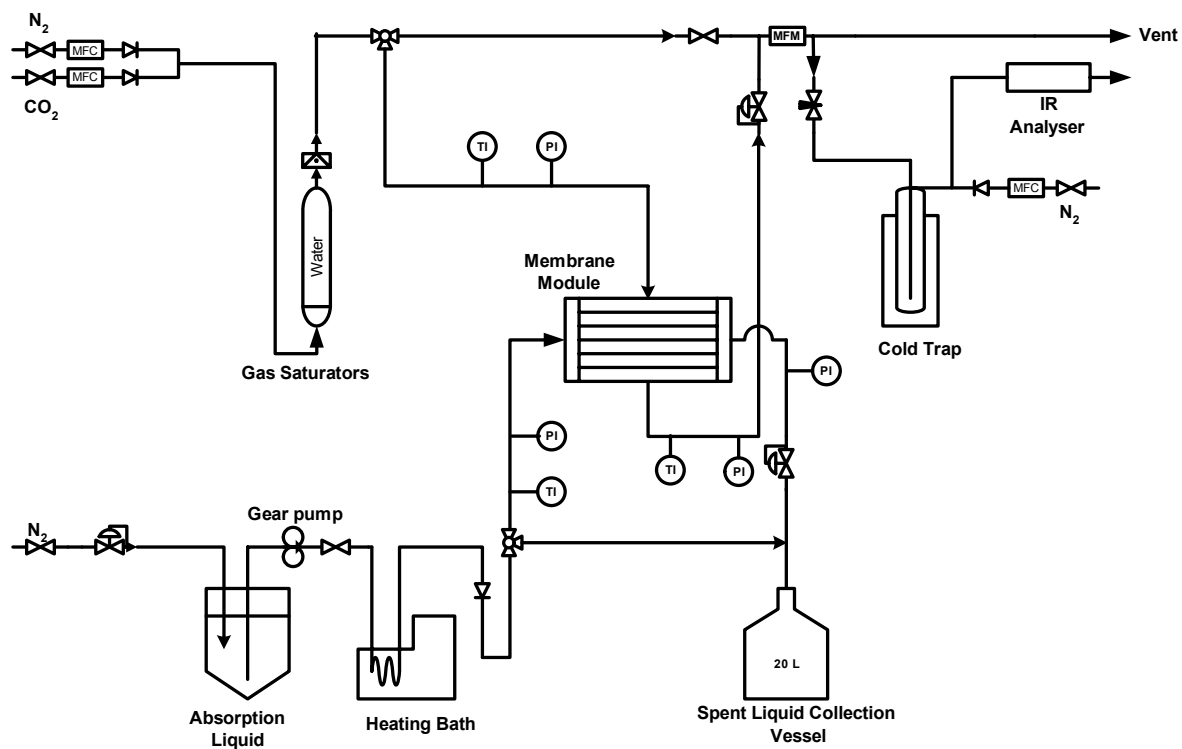 N2
MFC
MFM
Vent
MFC
CO2
IR
Analyser
TI
PI
MFC
N2
Water
Membrane
Module
Cold Trap
Gas Saturators
PI
PI
TI
PI
TI
Gear pump
N2
20 L
Absorption
Liquid
Heating Bath
Spent Liquid Collection
Vessel